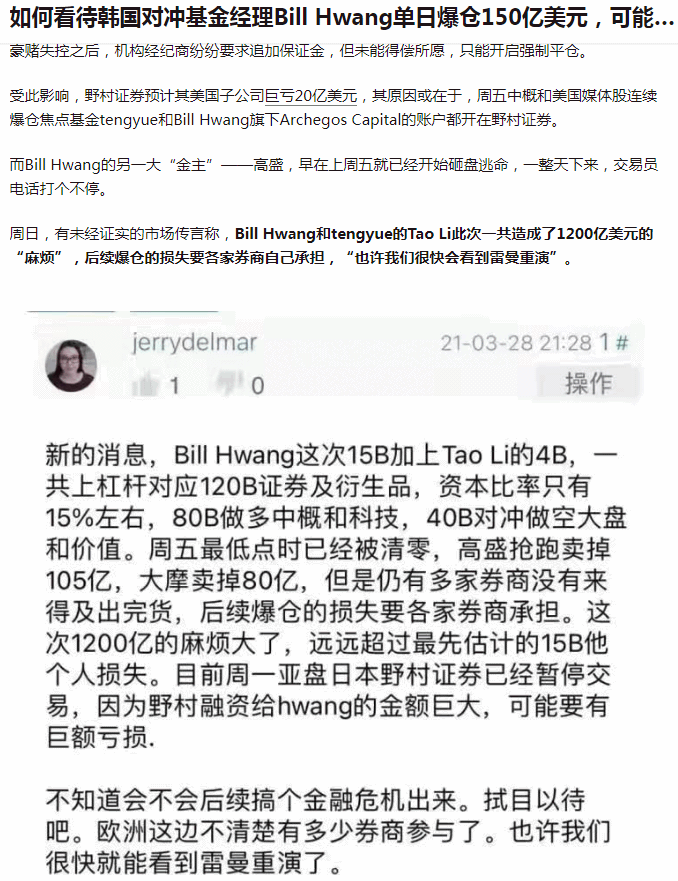 如何看待韩国对冲基金经理Bill Hwang单日爆仓150亿美元，可能...
豪赌失控之后，机构经纪商纷纷要求追加保证金，但未能得偿所愿，只能开启强制平仓。
受此影响，野村证券预计其美国子公司巨亏20亿美元，其原因或在于，周五中概和美国媒体股连续
爆仓焦点基金tengyue和Bill Hwang旗下Archegos Capital的账户都开在野村证券。
而Bill Hwang的另一大“金主”——高盛，早在上周五就已经开始砸盘逃命，一整天下来，交易员
电话打个不停。
周日，有未经证实的市场传言称，Bill Hwang和tengyue的Tao Li此次一共造成了1200亿美元的
“麻烦”，后续爆仓的损失要各家券商自己承担，“也许我们很快会看到雷曼重演”。
jerrydelmar
21-03-28 21:28 1 #
1 0
操作
新的消息，Bill Hwang这次15B加上Tao Li的4B，一
共上杠杆对应120B证券及衍生品，资本比率只有
15%左右，80B做多中概和科技，40B对冲做空大盘
和价值。周五最低点时已经被清零，高盛抢跑卖掉
105亿，大摩卖掉80亿，但是仍有多家券商没有来
得及出完货，后续爆仓的损失要各家券商承担。这
次1200亿的麻烦大了，远远超过最先估计的15B他
个人损失。目前周一亚盘日本野村证券已经暂停交
易，因为野村融资给hwang的金额巨大，可能要有
巨额亏损.
不知道会不会后续搞个金融危机出来。拭目以待
吧。欧洲这边不清楚有多少券商参与了。也许我们
很快就能看到雷曼重演了。